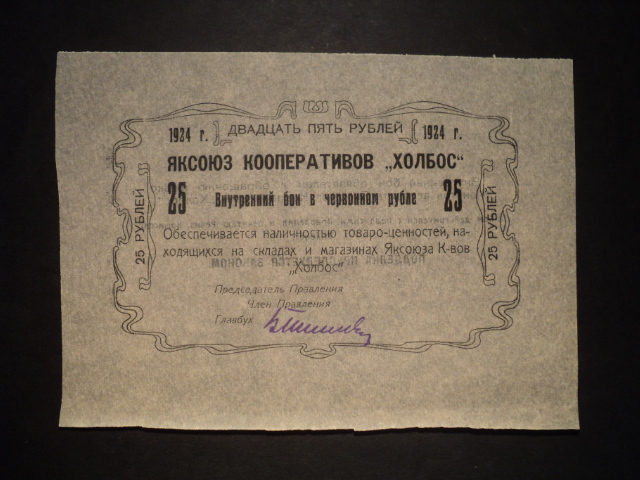 1924 г. ДВАДЦАТЬ ПЯТЬ РУБЛЕЙ 1924 г.
ЯКСОЮЗ КООПЕРАТИВОВ „ХОЛБОС“
25 Внутренний бон в червонном рубле 25
25 РУБЛЕЙ
25 РУБЛЕЙ
Обеспечивается наличностью товаро-ценностей, на-
ходящихся на складах и магазинах Яксоюза К-вов
„Холбос“
Председатель Правления
Член Правления
Главбух